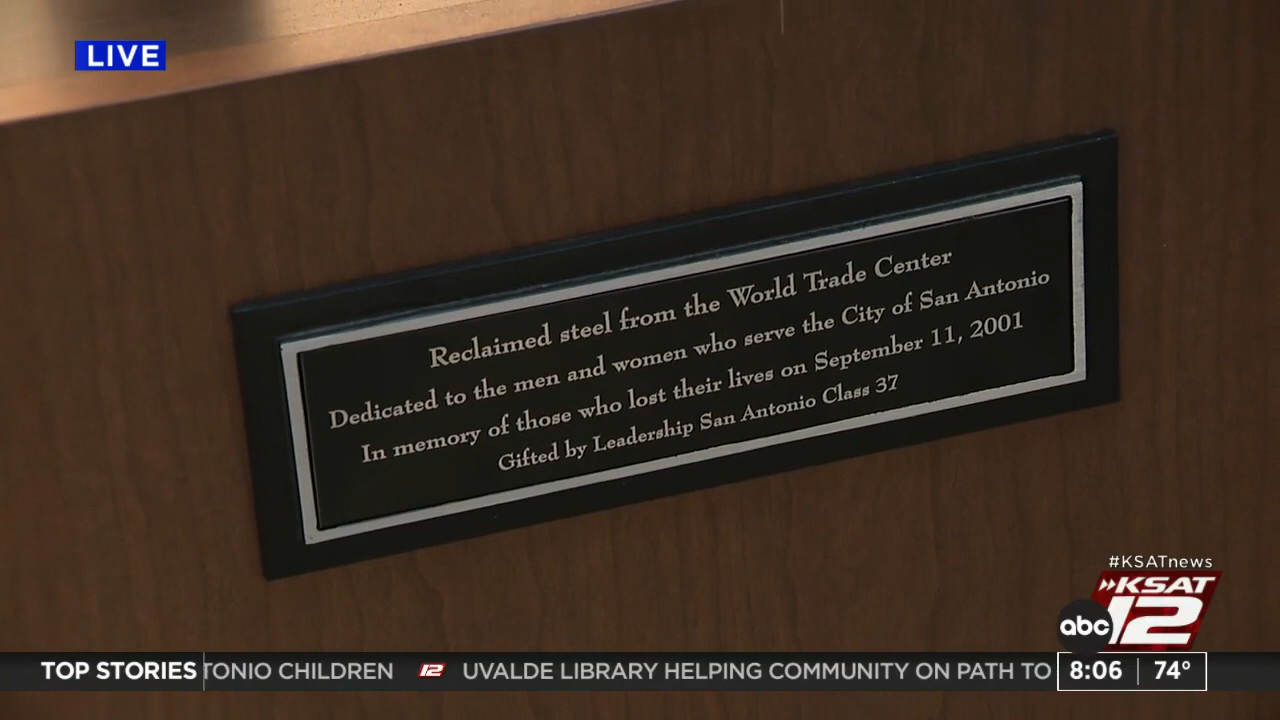 LIVE
Reclaimed steel from the World Trade Center
Dedicated to the men and women who serve the City of San Antonio
In memory of those who lost their lives on September 11, 2001
Gifted by Leadership San Antonio Class 37
#KSATnews
KSAT
abc 12
TOP STORIES TONIO CHILDREN 12 UVALDE LIBRARY HELPING COMMUNITY ON PATH TO 8:06 74°